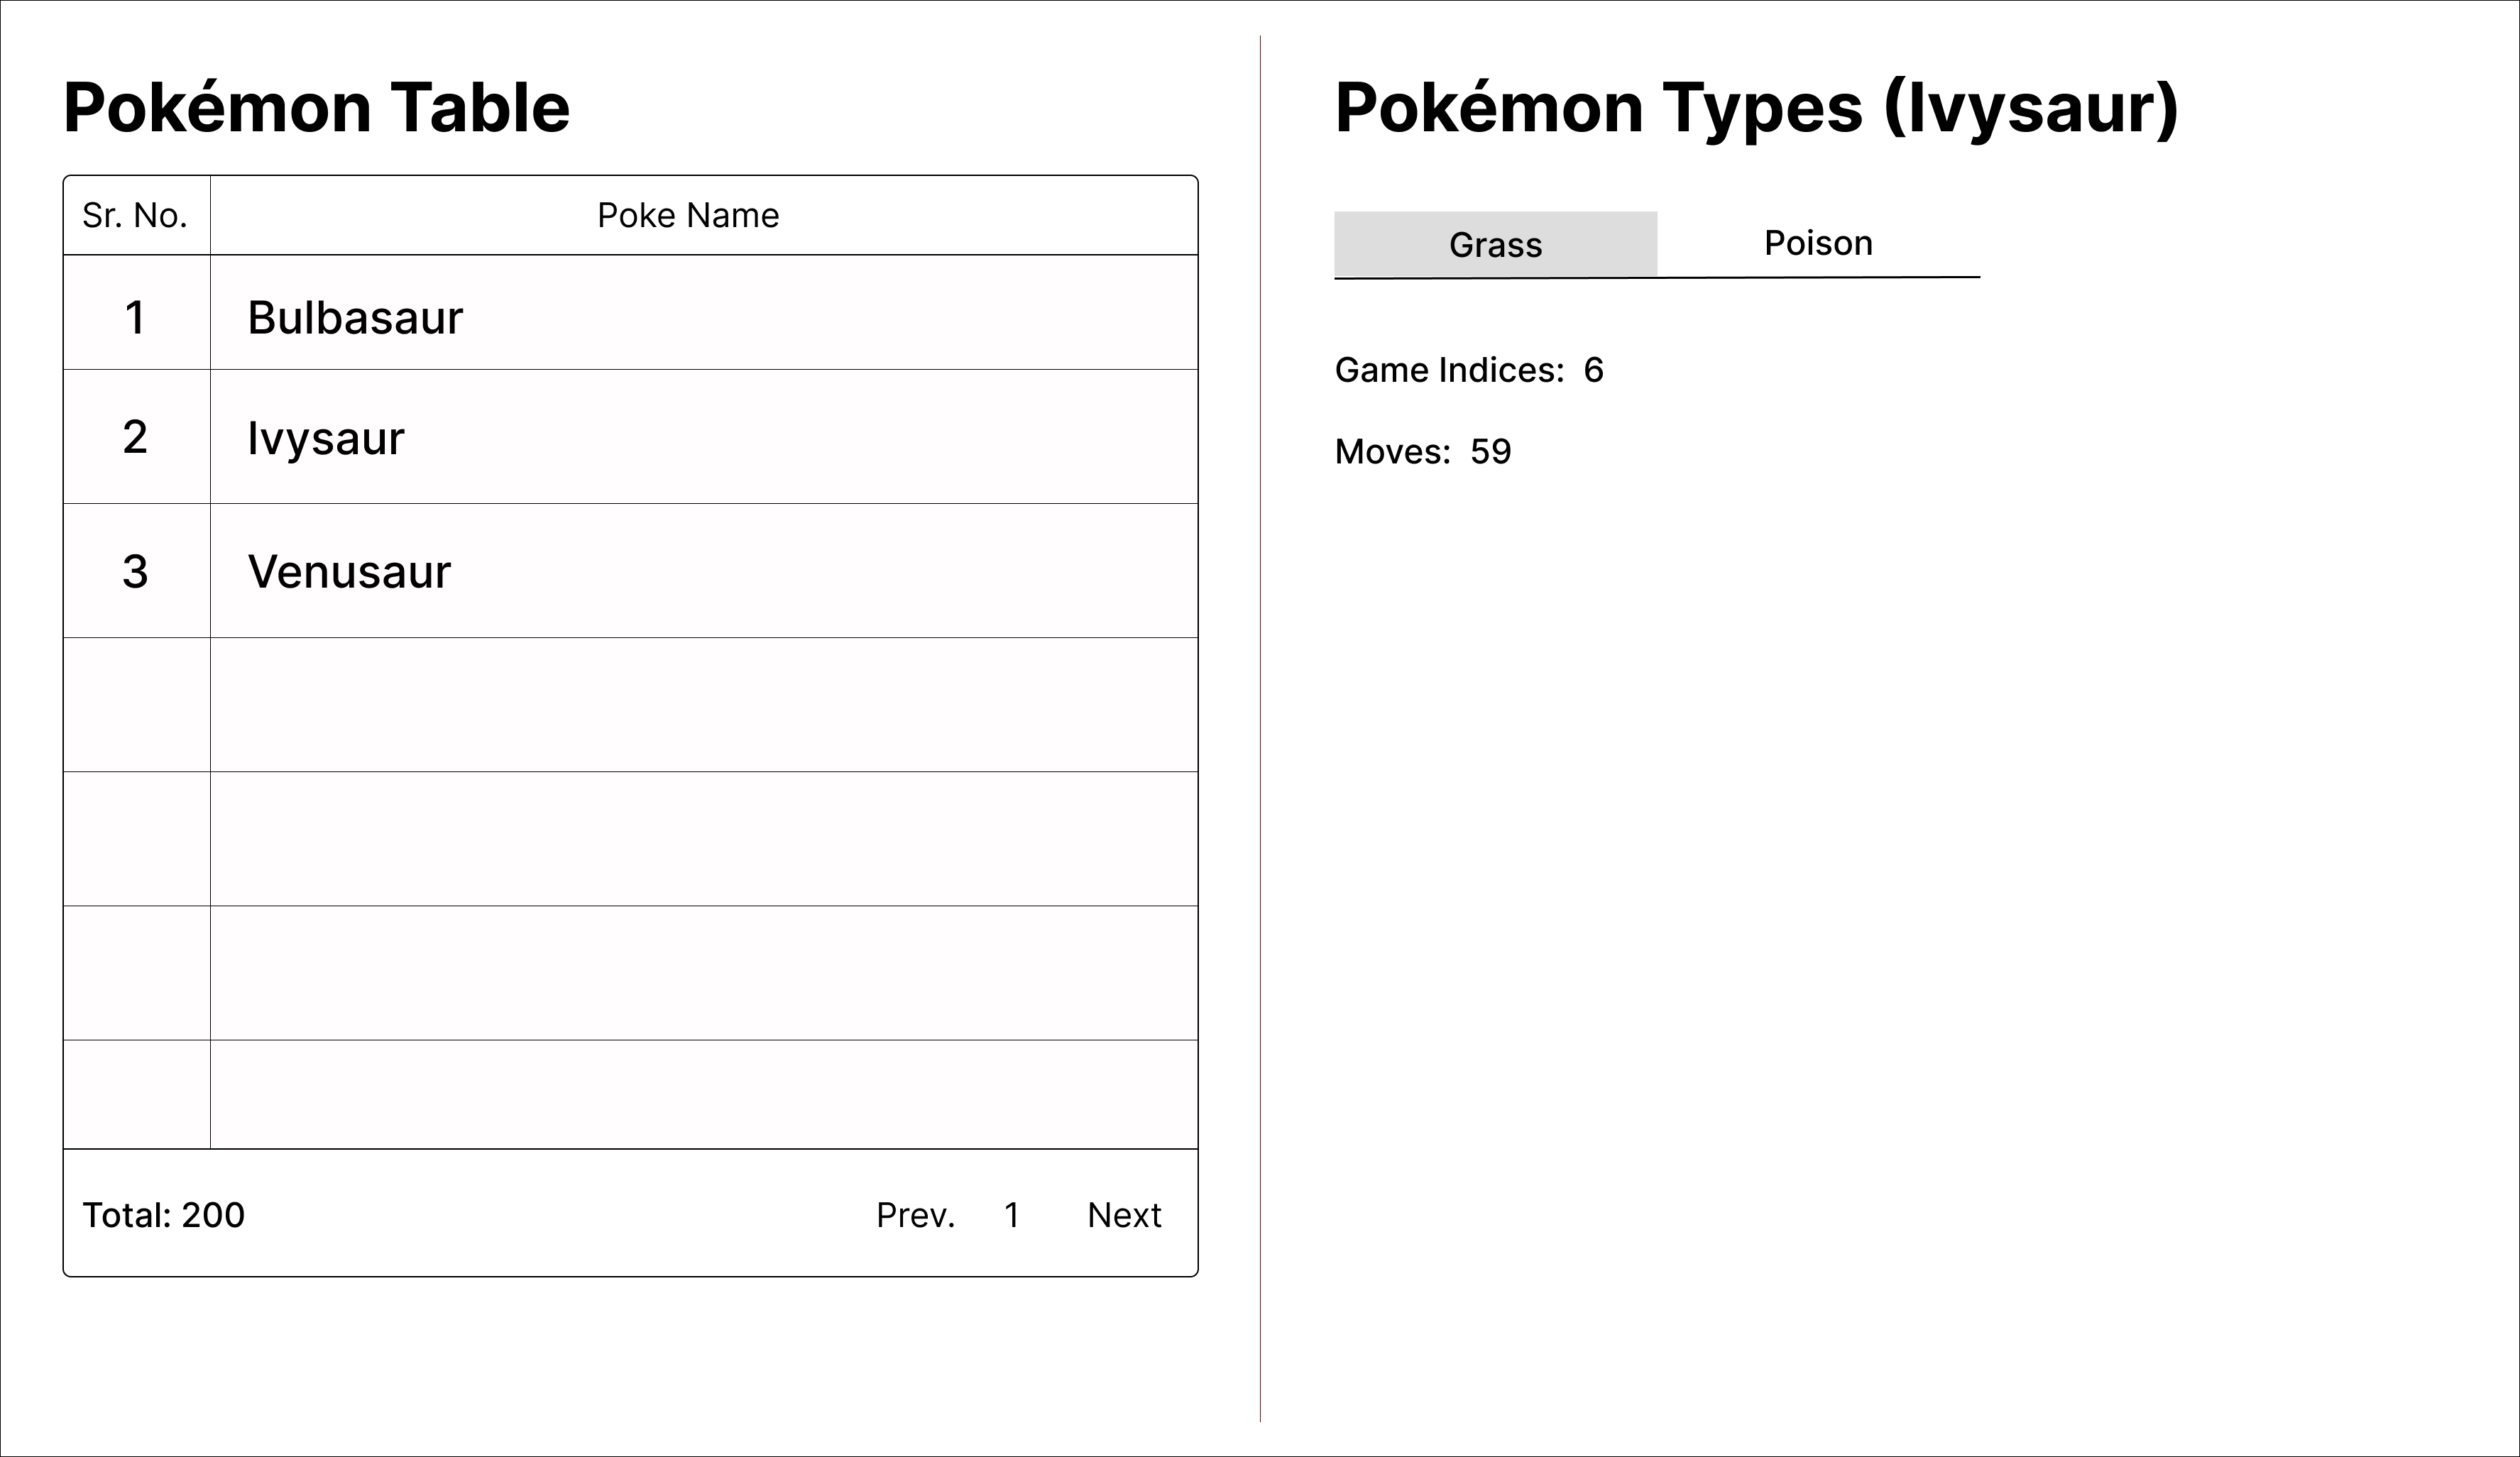 Pokémon Table
Sr. No. Poke Name
1 Bulbasaur
2 Ivysaur
3 Venusaur
Total: 200 Prev. 1 Next
Pokémon Types (Ivysaur)
Grass Poison
Game Indices: 6
Moves: 59